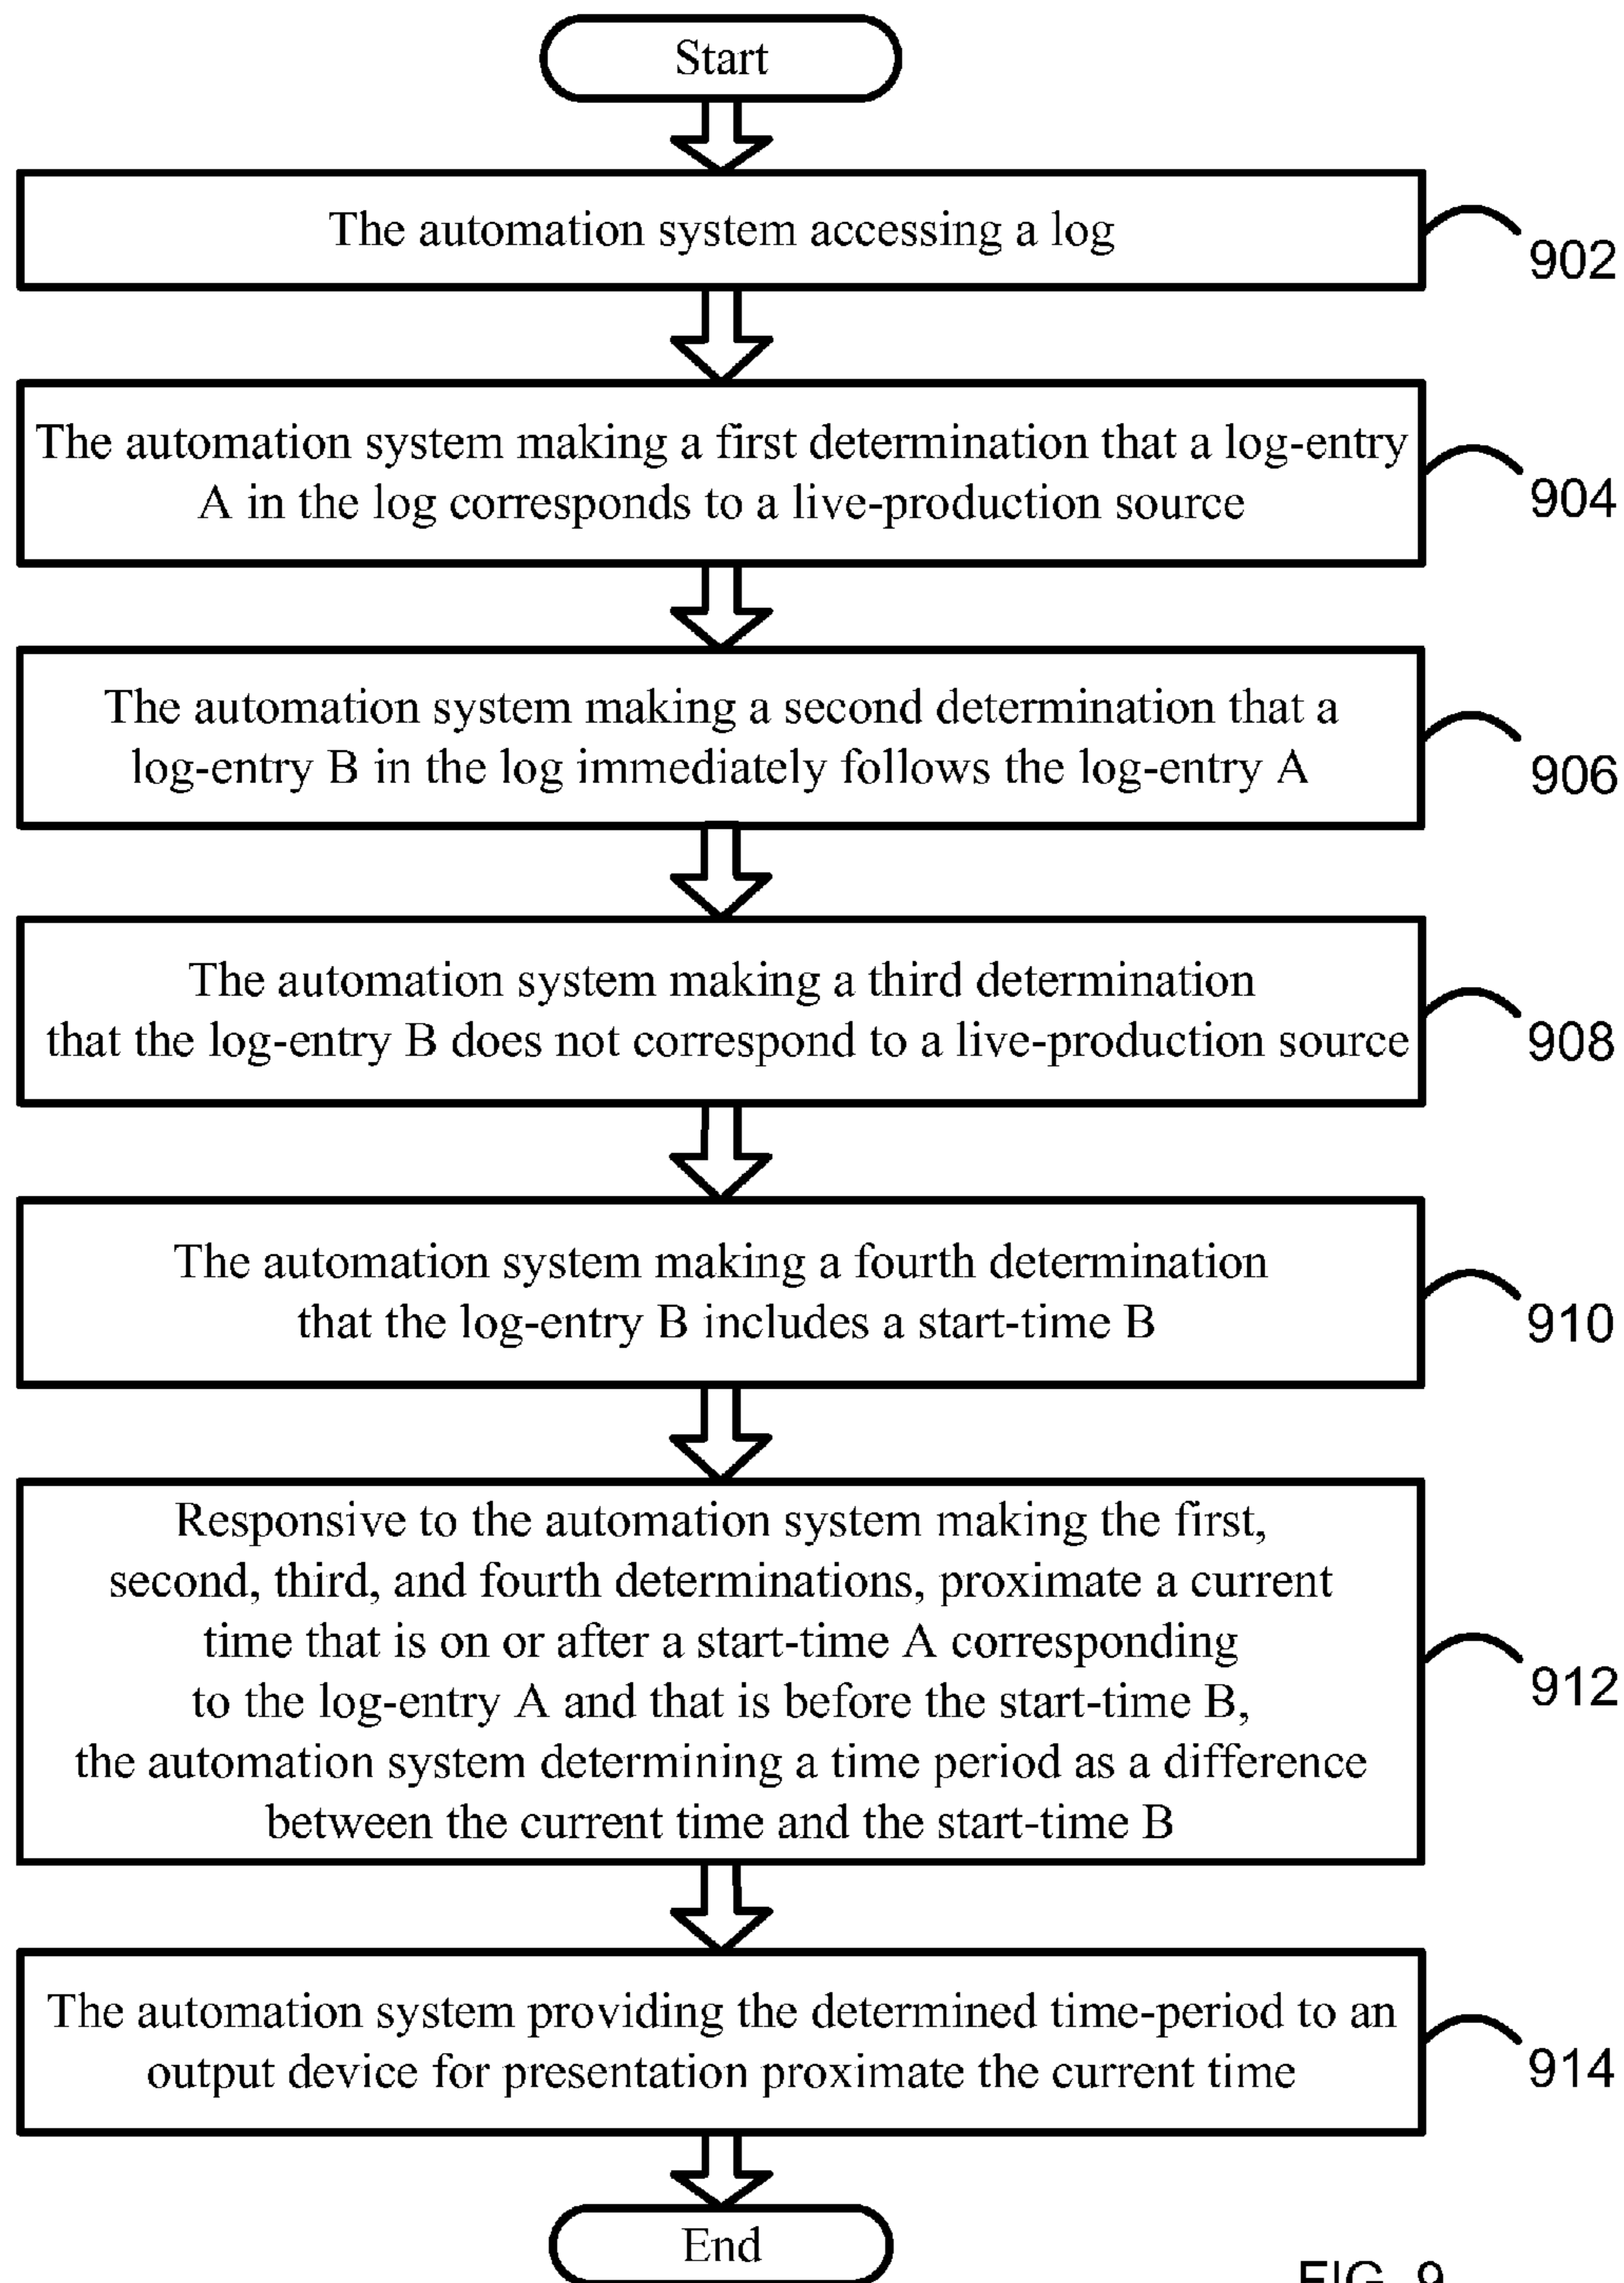 Start
The automation system accessing a log
902
The automation system making a first determination that a log-entry
A in the log corresponds to a live-production source
904
The automation system making a second determination that a
log-entry B in the log immediately follows the log-entry A
906
The automation system making a third determination
that the log-entry B does not correspond to a live-production source
908
The automation system making a fourth determination
that the log-entry B includes a start-time B
910
Responsive to the automation system making the first,
second, third, and fourth determinations, proximate a current
time that is on or after a start-time A corresponding
to the log-entry A and that is before the start-time B,
the automation system determining a time period as a difference
between the current time and the start-time B
912
The automation system providing the determined time-period to an
output device for presentation proximate the current time
914
End
FIG. 9